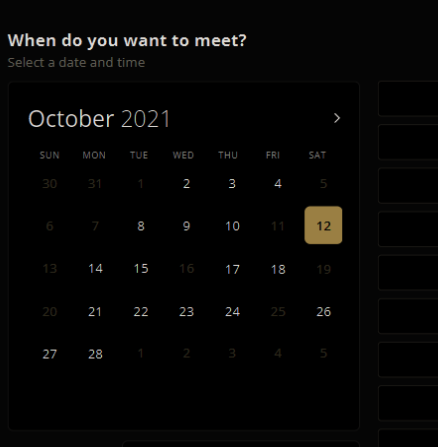 When do you want to meet?
Select a date and time
October 2021 >
SUN MON TUE WED THU FRI SAT
30 31 1 2 3 4 5
6 7 8 9 10 11 12
13 14 15 16 17 18 19
20 21 22 23 24 25 26
27 28 1 2 3 4 5